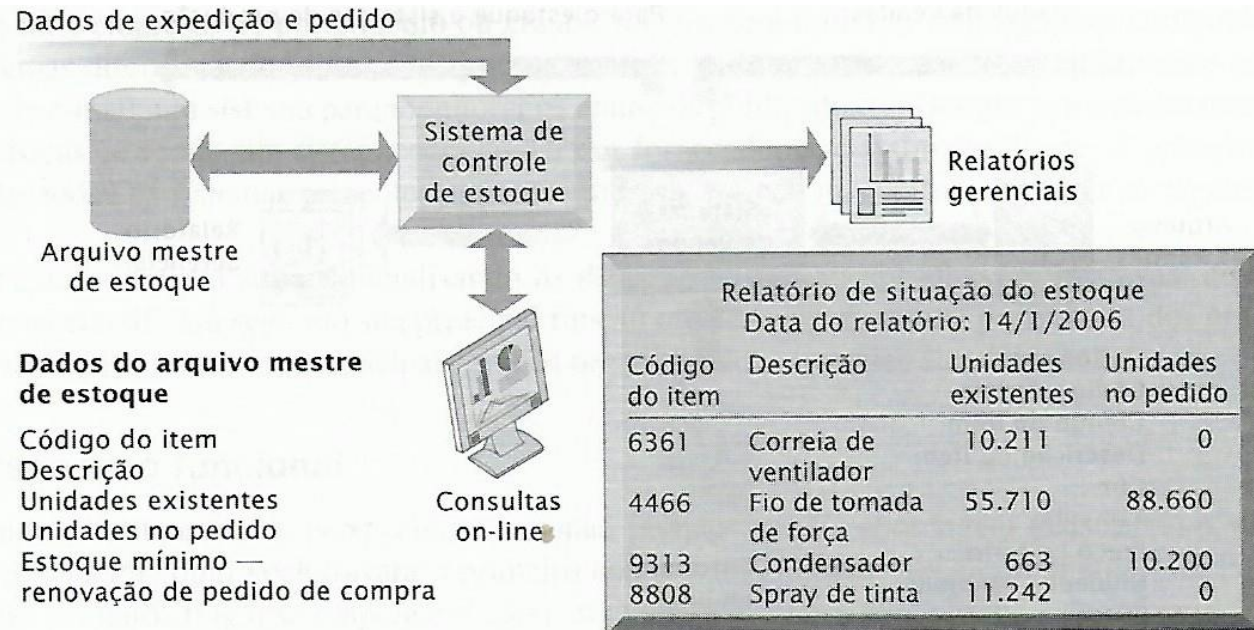 Dados de expedição e pedido
Sistema de
controle
de estoque
Relatórios
gerenciais
Arquivo mestre
de estoque
Dados do arquivo mestre
de estoque
Código do item
Descrição
Unidades existentes
Unidades no pedido
Estoque mínimo —
renovação de pedido de compra
Consultas
on-line
Relatório de situação do estoque
Data do relatório: 14/1/2006
Código Descrição Unidades Unidades
do item existentes no pedido
6361 Correia de 10.211 0
ventilador
4466 Fio de tomada 55.710 88.660
de força
9313 Condensador 663 10.200
8808 Spray de tinta 11.242 0